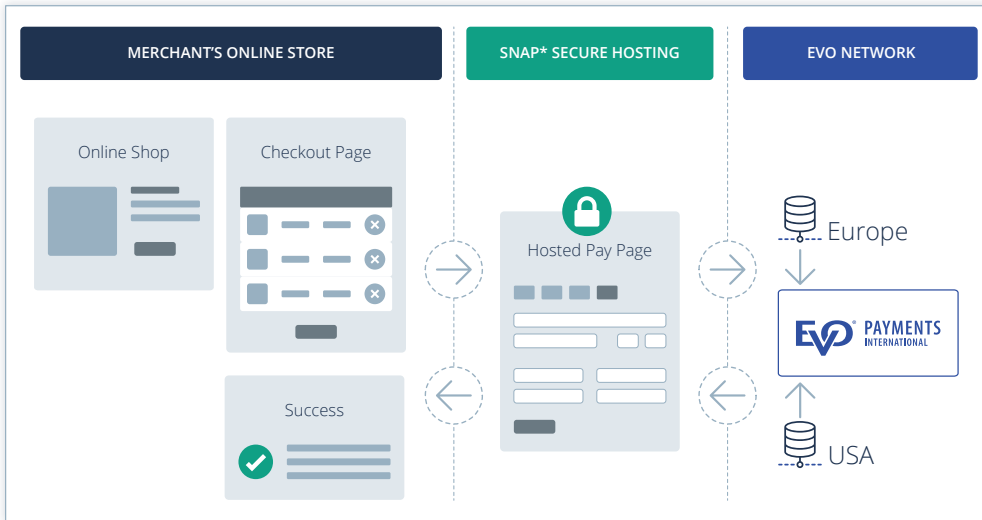 MERCHANT'S ONLINE STORE
SNAP* SECURE HOSTING
EVO NETWORK
Online Shop
Checkout Page
Success
Hosted Pay Page
Europe
EVO® PAYMENTS
INTERNATIONAL
USA